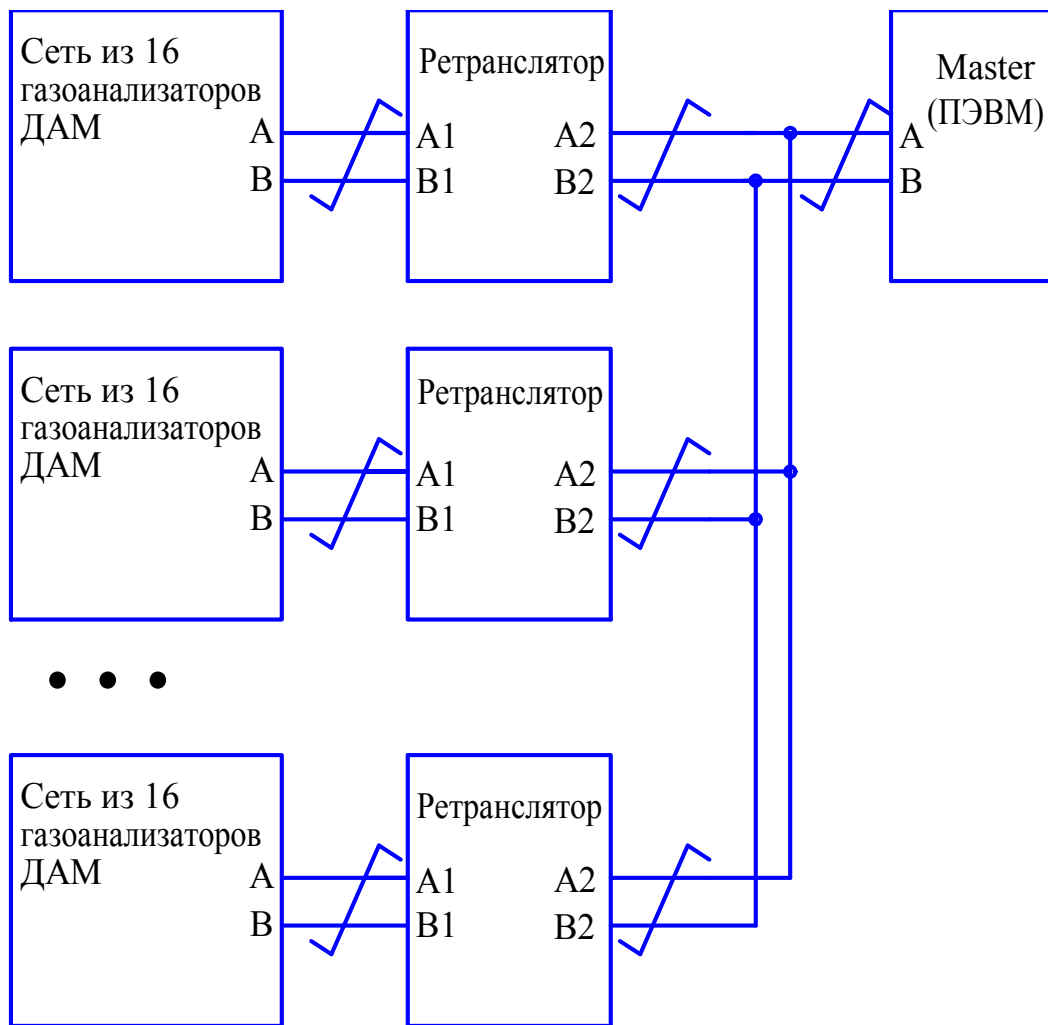 Сеть из 16
газоанализаторов
ДАМ
A
B
Ретранслятор
A1
B1
A2
B2
Master
(ПЭВМ)
A
B
Сеть из 16
газоанализаторов
ДАМ
A
B
Ретранслятор
A1
B1
A2
B2
Сеть из 16
газоанализаторов
ДАМ
A
B
Ретранслятор
A1
B1
A2
B2